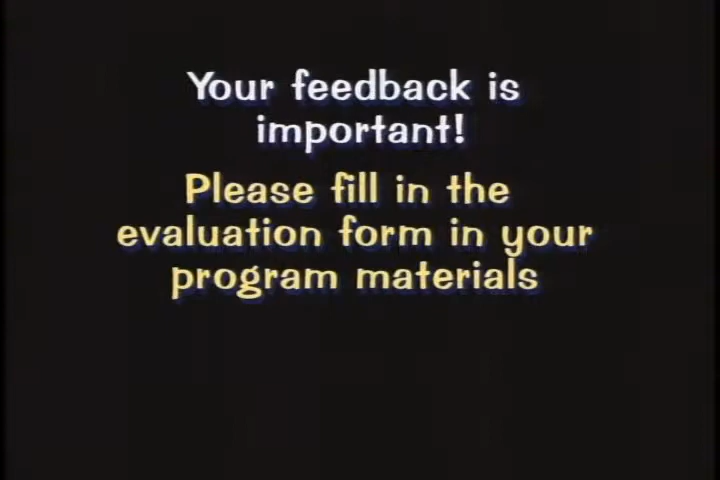 Your feedback is
important!
Please fill in the
evaluation form in your
program materials